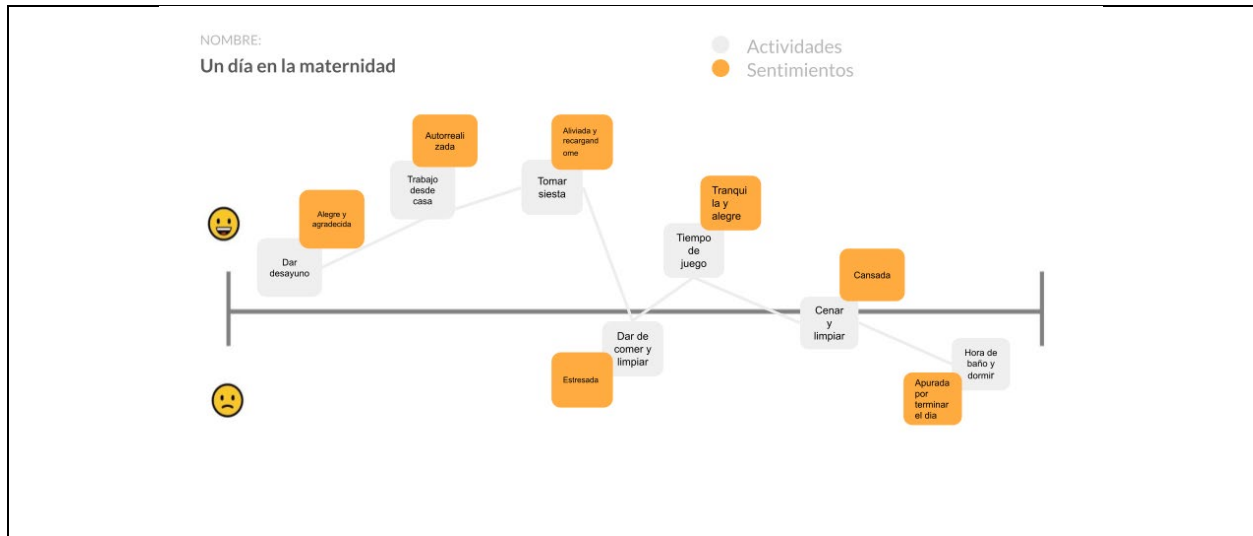 NOMBRE:
Un día en la maternidad
Actividades
Sentimientos
Autorreali
zada
Trabajo
desde
casa
Aliviada y
recargand
ome
Tomar
siesta
Alegre y
agradecida
Dar
desayuno
Tranqui
la y
alegre
Tiempo
de
juego
Cansada
Cenar
y
limpiar
Dar de
comer y
limpiar
Estresada
Hora de
baño y
dormir
Apurada
por
terminar
el dia